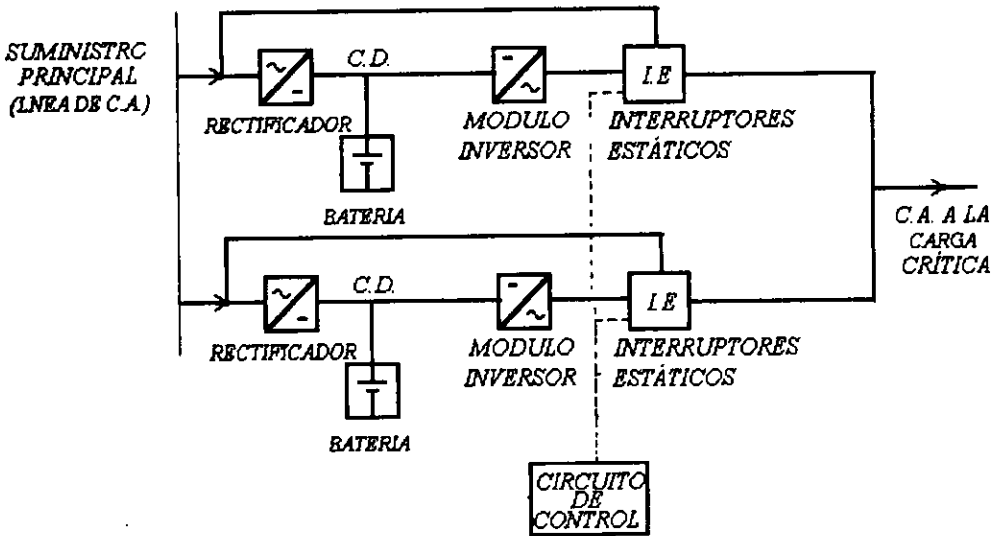 SUMINISTRO
PRINCIPAL
(LNEA DE C.A.)
C.D.
I.E
RECTIFICADOR
MODULO
INVERSOR
INTERRUPTORES
ESTÁTICOS
BATERIA
C.A. A LA
CARGA
CRÍTICA
C.D.
I.E
RECTIFICADOR
MODULO
INVERSOR
INTERRUPTORES
ESTÁTICOS
BATERIA
CIRCUITO
DE
CONTROL